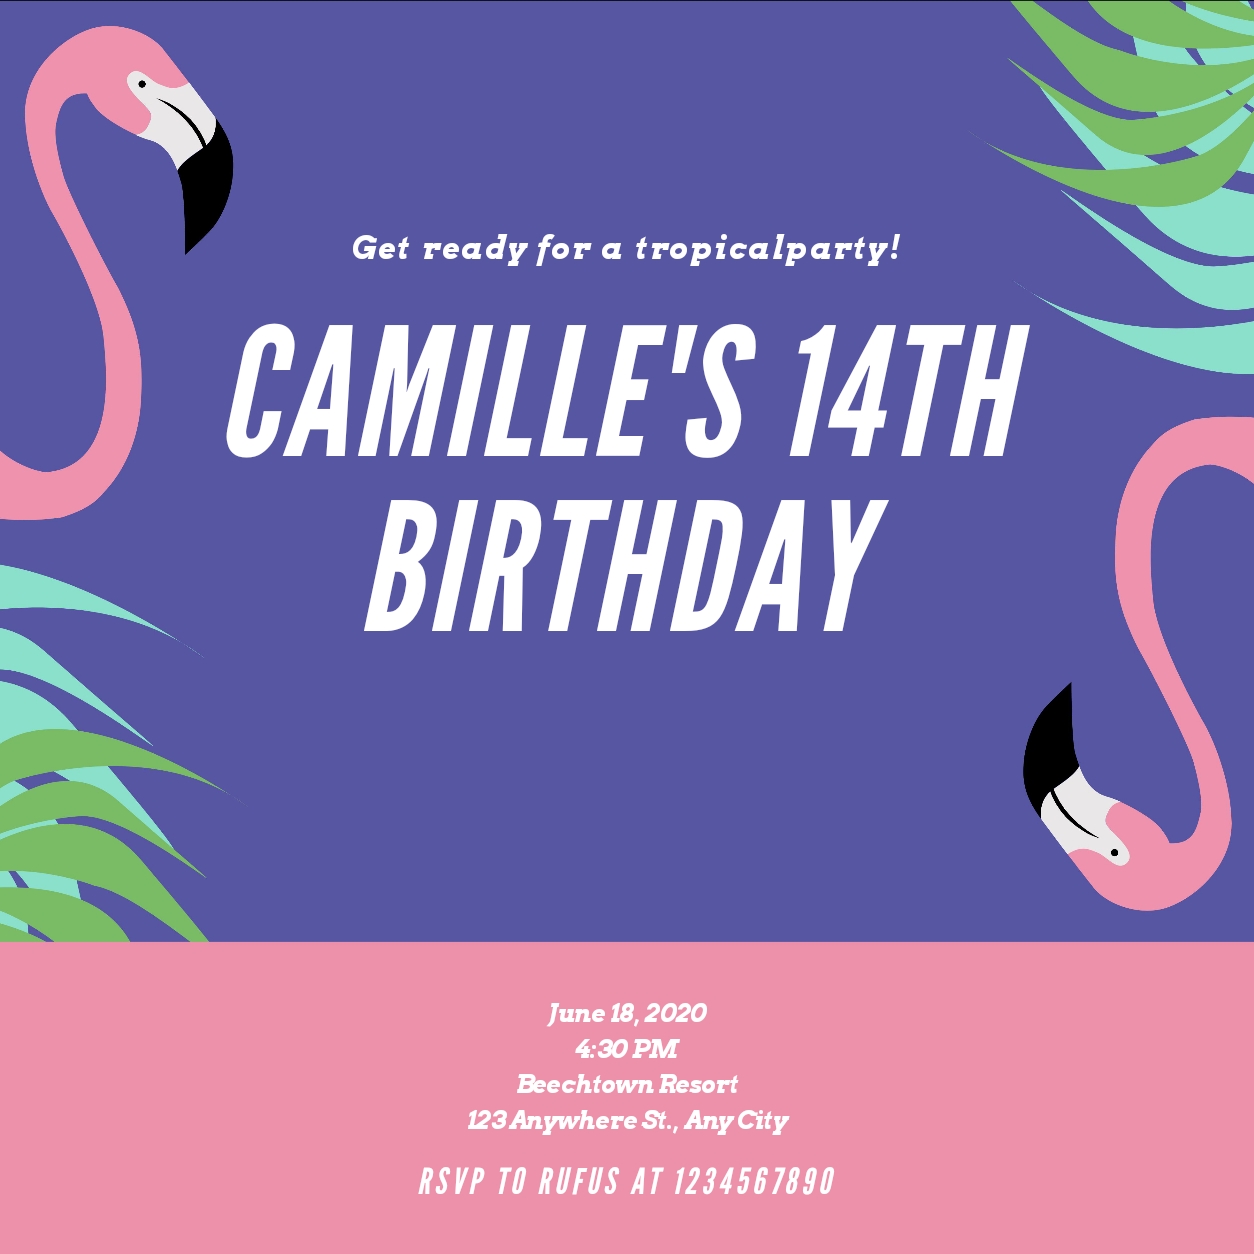 Get ready for a tropicalparty!
CAMILLE'S 14TH
BIRTHDAY
June 18, 2020
4:30 PM
Beechtown Resort
123 Anywhere St., Any City
RSVP TO RUFUS AT 1234567890